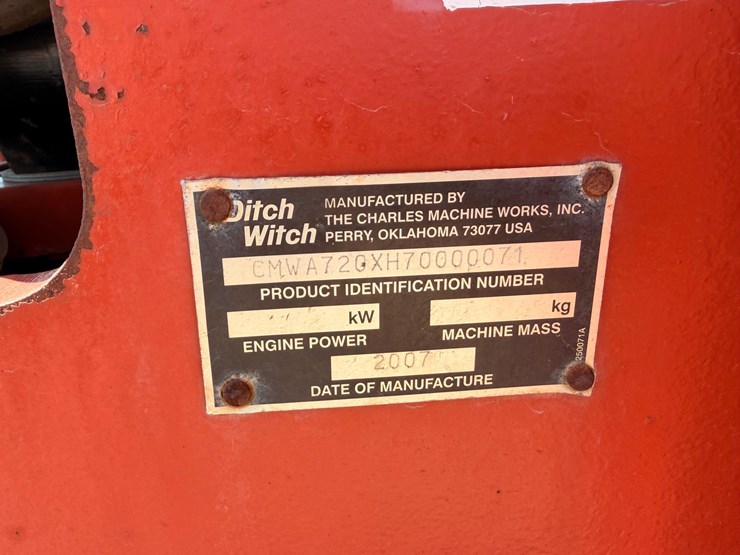 Ditch
Witch
MANUFACTURED BY
THE CHARLES MACHINE WORKS, INC.
PERRY, OKLAHOMA 73077 USA
CMWA720XH70000071
PRODUCT IDENTIFICATION NUMBER
kW
kg
ENGINE POWER
MACHINE MASS
2007
DATE OF MANUFACTURE
250071A